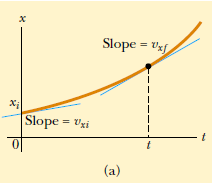 x
Slope = v_xf
x_i
Slope = v_xi
0
t
t
(a)